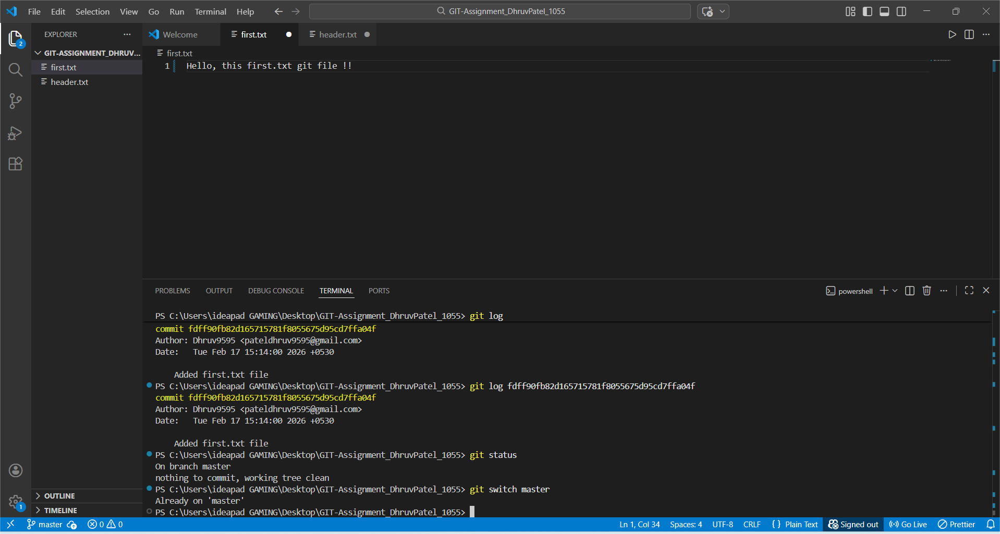 File Edit Selection View Go Run Terminal Help
GIT-Assignment_DhruvPatel_1055
2
EXPLORER
GIT-ASSIGNMENT_DHRUV...
first.txt
header.txt
Welcome
first.txt
header.txt
first.txt
1 Hello, this first.txt git file !!
PROBLEMS OUTPUT DEBUG CONSOLE TERMINAL PORTS
powershell
PS C:\Users\ideapad GAMING\Desktop\GIT-Assignment_DhruvPatel_1055> git log
commit fdff90fb82d165715781f8055675d95cd7ffa04f
Author: Dhruv9595 <pateldhruv9595@gmail.com>
Date:   Tue Feb 17 15:14:00 2026 +0530
Added first.txt file
PS C:\Users\ideapad GAMING\Desktop\GIT-Assignment_DhruvPatel_1055> git log fdff90fb82d165715781f8055675d95cd7ffa04f
commit fdff90fb82d165715781f8055675d95cd7ffa04f
Author: Dhruv9595 <pateldhruv9595@gmail.com>
Date:   Tue Feb 17 15:14:00 2026 +0530
Added first.txt file
PS C:\Users\ideapad GAMING\Desktop\GIT-Assignment_DhruvPatel_1055> git status
On branch master
nothing to commit, working tree clean
PS C:\Users\ideapad GAMING\Desktop\GIT-Assignment_DhruvPatel_1055> git switch master
Already on 'master'
PS C:\Users\ideapad GAMING\Desktop\GIT-Assignment_DhruvPatel_1055>
OUTLINE
TIMELINE
1
master 0 0 Ln 1, Col 34 Spaces: 4 UTF-8 CRLF { } Plain Text Signed out Go Live Prettier